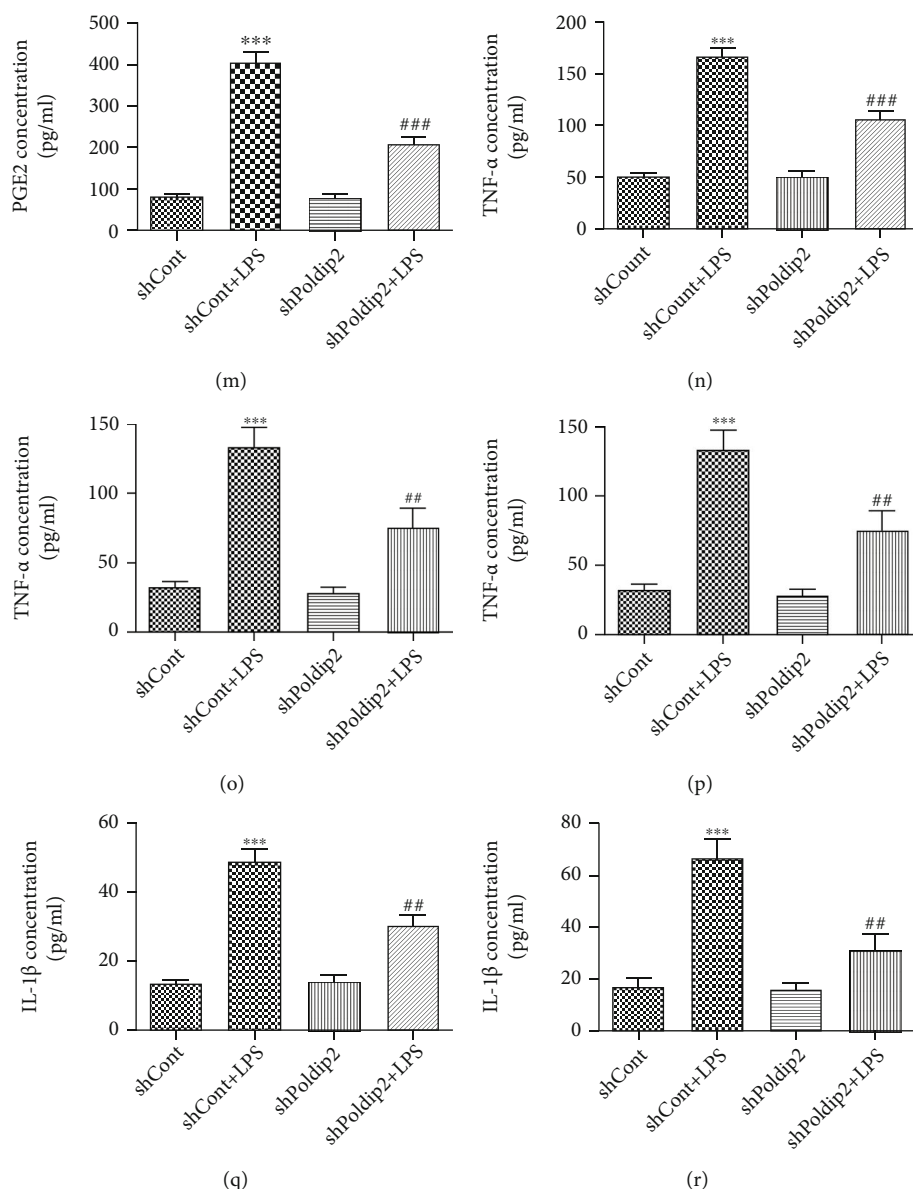 PGE2 concentration
(pg/ml)
500
400
300
200
100
0
***
###
shCont
shCont+LPS
shPoldip2
shPoldip2+LPS
(m)
TNF-α concentration
(pg/ml)
200
150
100
50
0
***
###
shCount
shCount+LPS
shPoldip2
shPoldip2+LPS
(n)
TNF-α concentration
(pg/ml)
150
100
50
0
***
##
shCont
shCont+LPS
shPoldip2
shPoldip2+LPS
(o)
TNF-α concentration
(pg/ml)
150
100
50
0
***
##
shCont
shCont+LPS
shPoldip2
shPoldip2+LPS
(p)
IL-1β concentration
(pg/ml)
60
40
20
0
***
##
shCont
shCont+LPS
shPoldip2
shPoldip2+LPS
(q)
IL-1β concentration
(pg/ml)
80
60
40
20
0
***
##
shCont
shCont+LPS
shPoldip2
shPoldip2+LPS
(r)